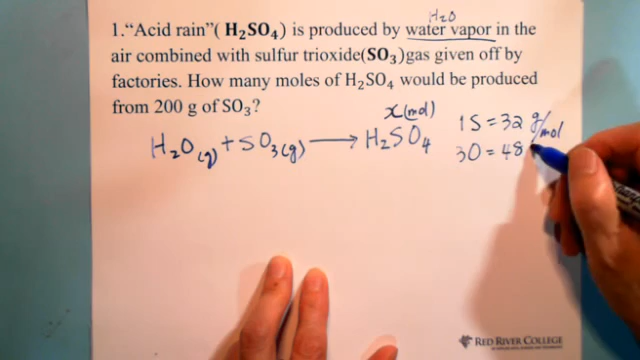 H₂O
1."Acid rain"( H₂SO₄) is produced by water vapor in the
air combined with sulfur trioxide(SO₃)gas given off by
factories. How many moles of H₂SO₄ would be produced
from 200 g of SO₃?
x(mol)
H₂O(g) + SO₃(g) ⟶ H₂SO₄
1S = 32 g/mol
3O = 48
RED RIVER COLLEGE